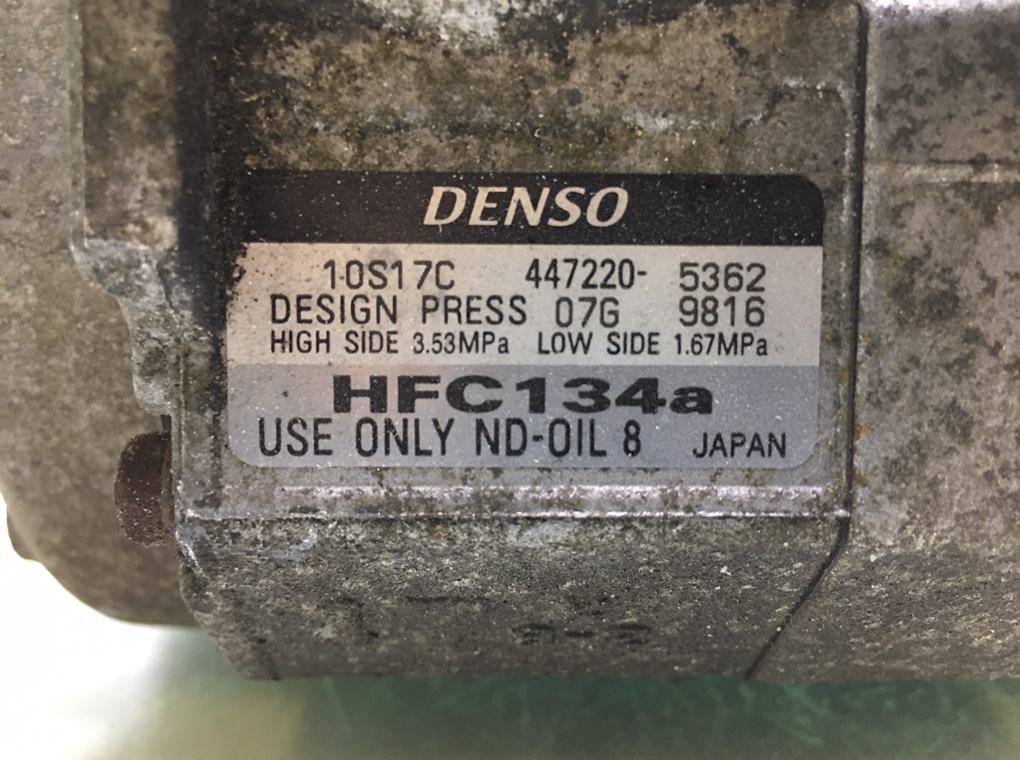 DENSO
10S17C 447220- 5362
DESIGN PRESS 07G 9816
HIGH SIDE 3.53MPa LOW SIDE 1.67MPa
HFC134a
USE ONLY ND-OIL 8 JAPAN